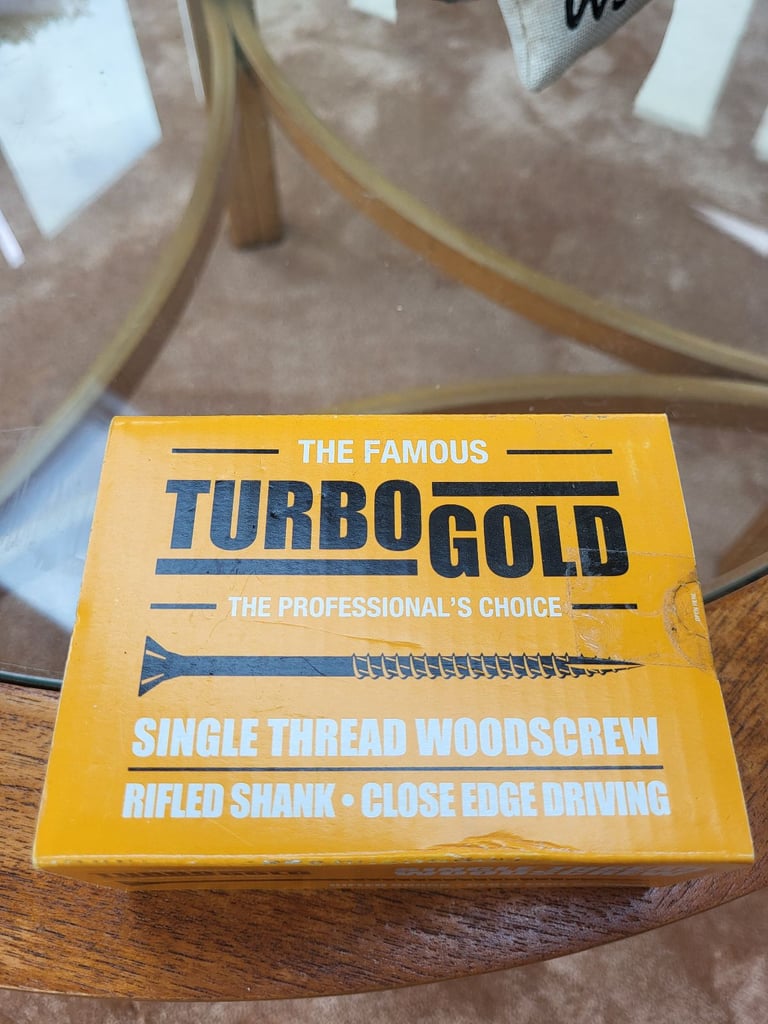 THE FAMOUS
TURBO GOLD
THE PROFESSIONAL'S CHOICE
SINGLE THREAD WOODSCREW
RIFLED SHANK • CLOSE EDGE DRIVING